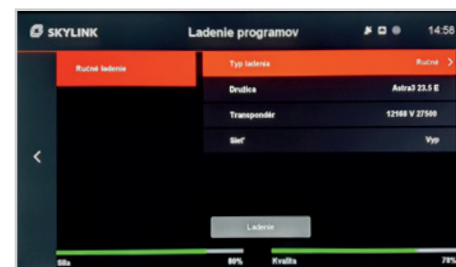 SKYLINK Ladenie programov 14:58
Ručné ladenie
Typ ladenia Ručné
Družica Astra3 23.5 E
Transpondér 12168 V 27500
Sieť Vyp
Ladenie
Sila 80% Kvalita 78%